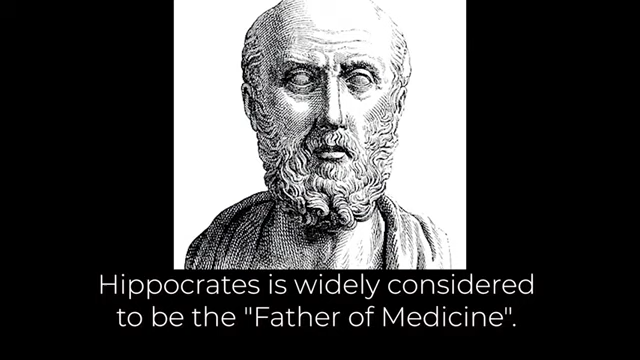 Hippocrates is widely considered
to be the "Father of Medicine".